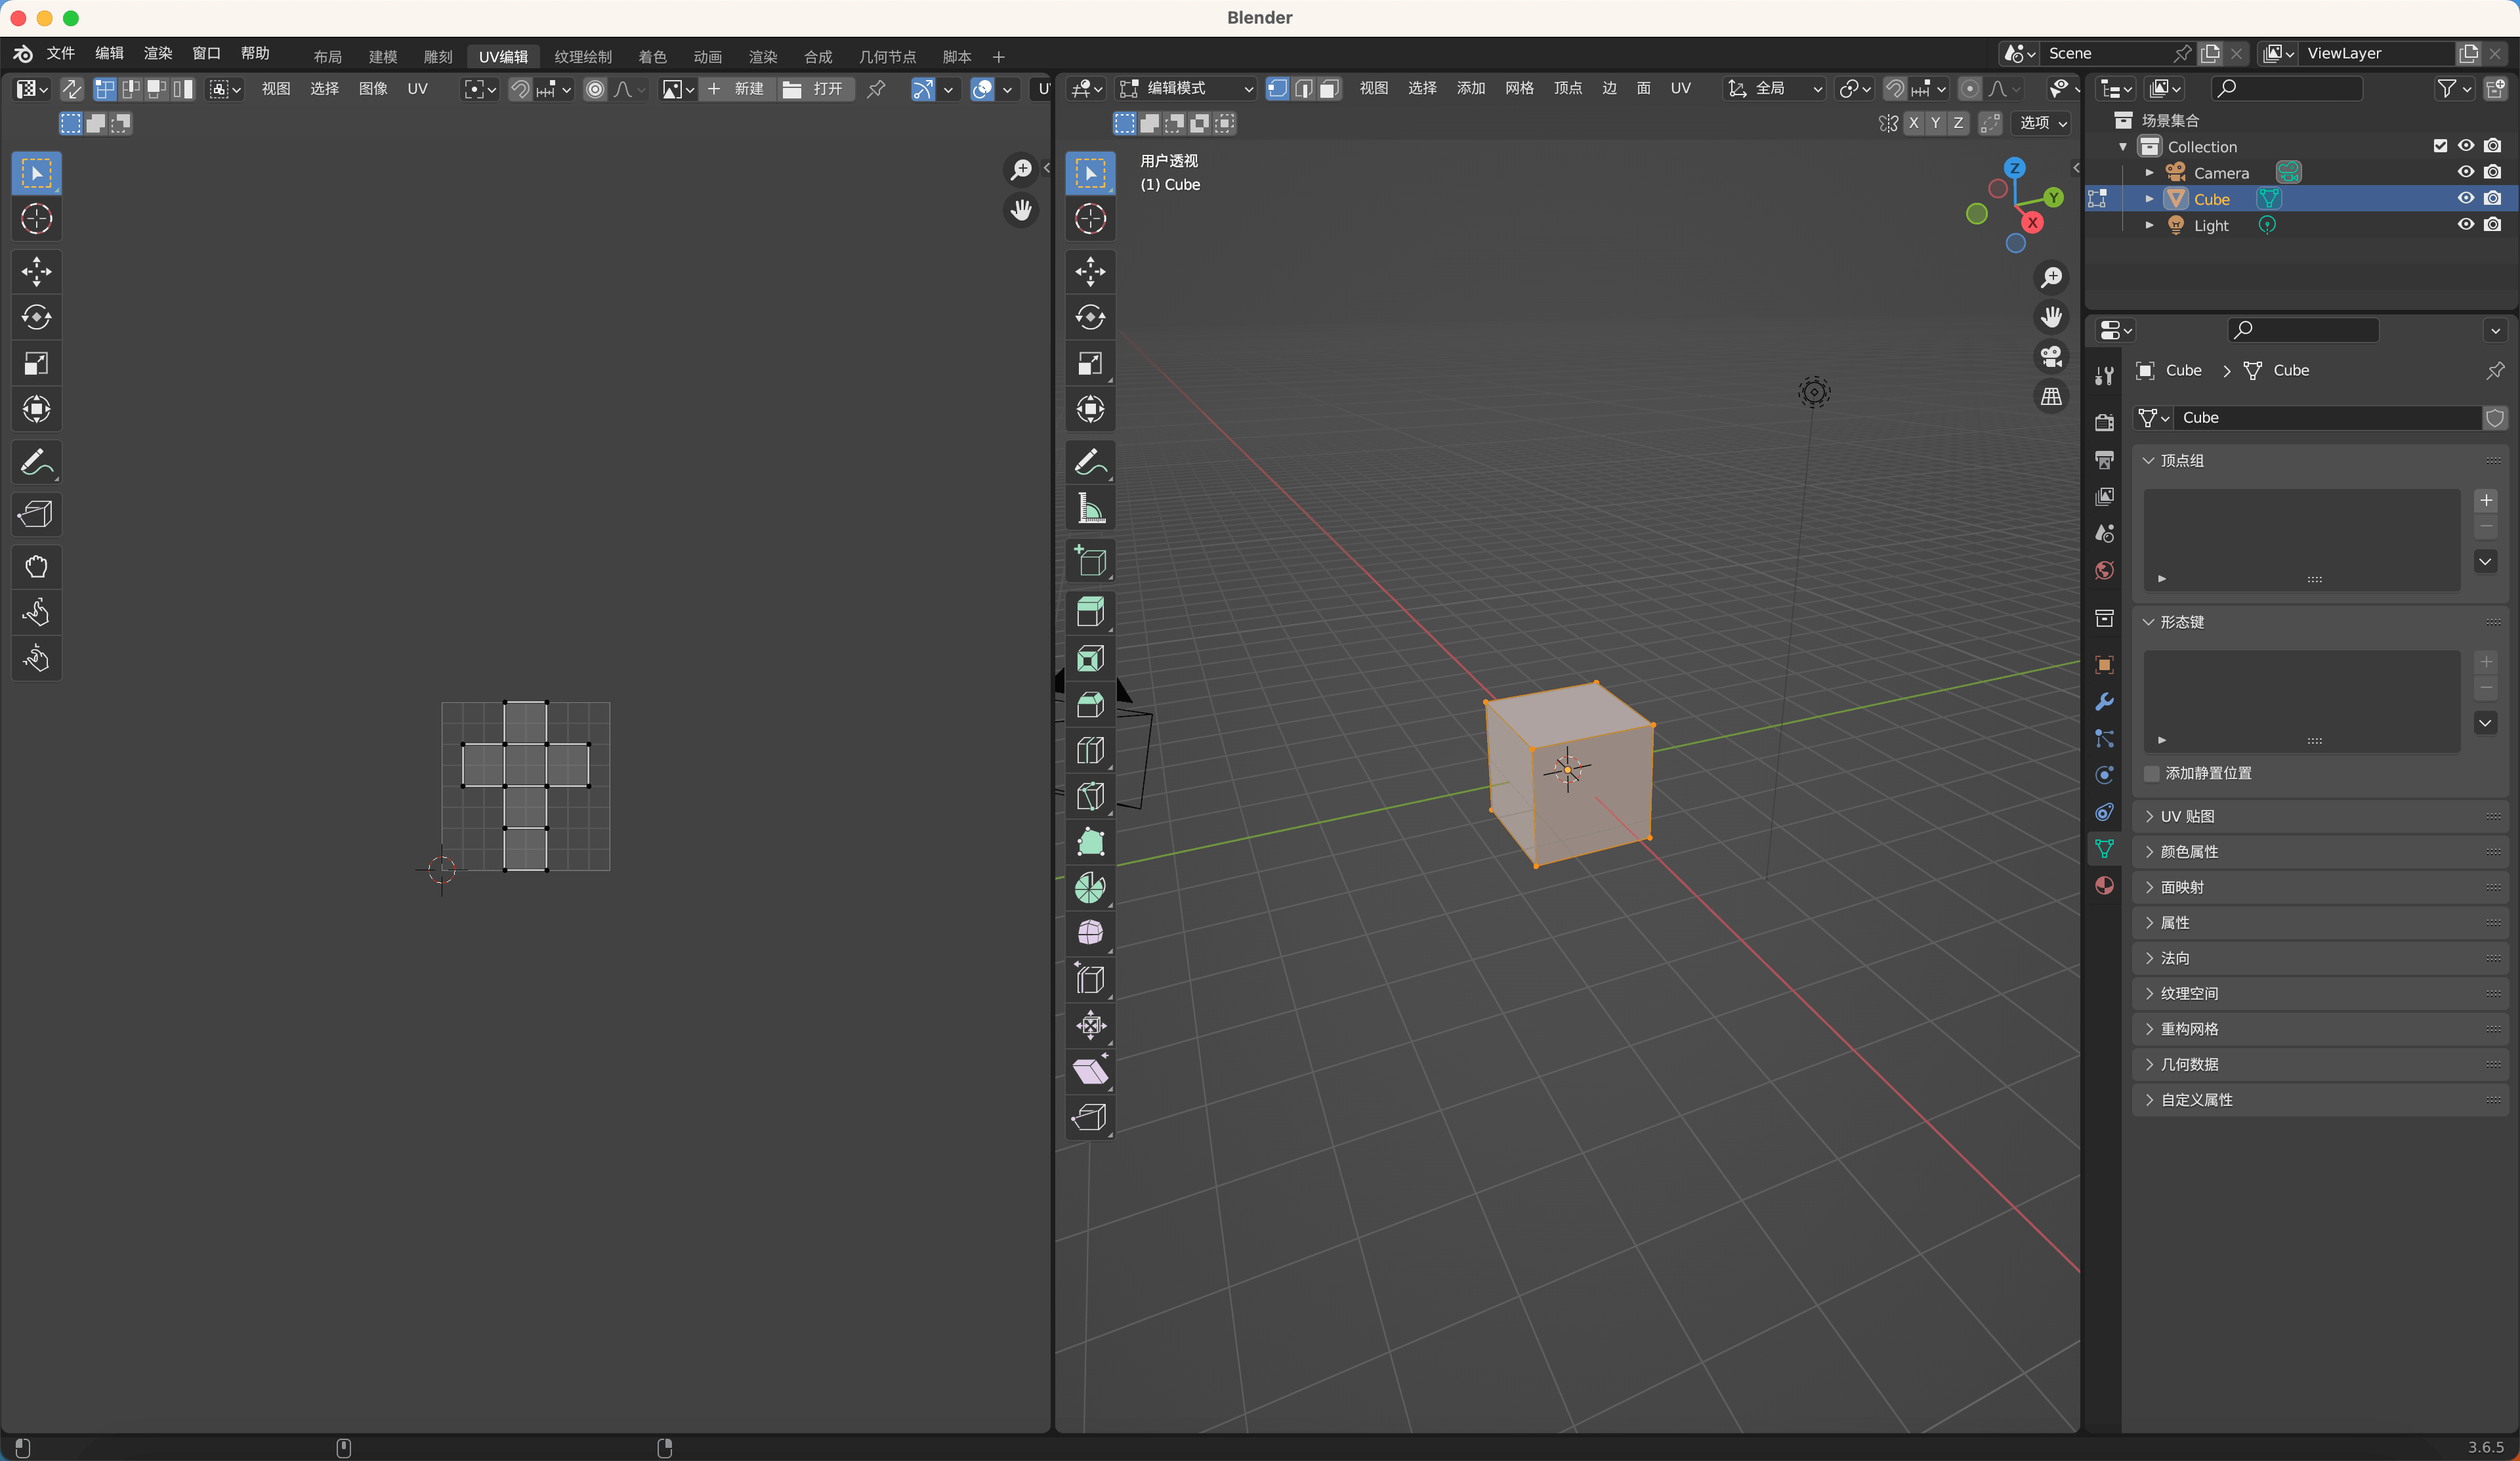 Blender
文件 编辑 渲染 窗口 帮助 布局 建模 雕刻 UV编辑 纹理绘制 着色 动画 渲染 合成 几何节点 脚本 Scene ViewLayer
视图 选择 图像 UV 新建 打开
编辑模式 视图 选择 添加 网格 顶点 边 面 UV 全局
X Y Z 选项
用户透视
(1) Cube
Z
Y
X
场景集合
Collection
Camera
Cube
Light
Cube Cube
Cube
顶点组
形态键
添加静置位置
UV 贴图
颜色属性
面映射
属性
法向
纹理空间
重构网格
几何数据
自定义属性
3.6.5